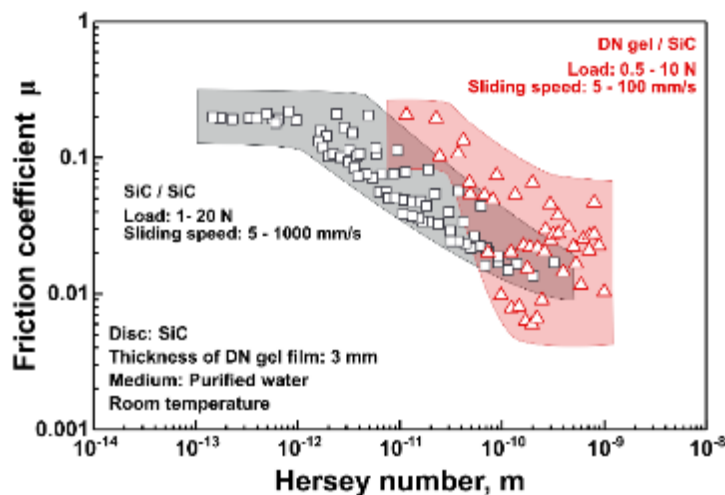 1
0.1
0.01
0.001
Friction coefficient μ
DN gel / SiC
Load: 0.5 - 10 N
Sliding speed: 5 - 100 mm/s
SiC / SiC
Load: 1- 20 N
Sliding speed: 5 - 1000 mm/s
Disc: SiC
Thickness of DN gel film: 3 mm
Medium: Purified water
Room temperature
10⁻¹⁴ 10⁻¹³ 10⁻¹² 10⁻¹¹ 10⁻¹⁰ 10⁻⁹ 10⁻⁸
Hersey number, m